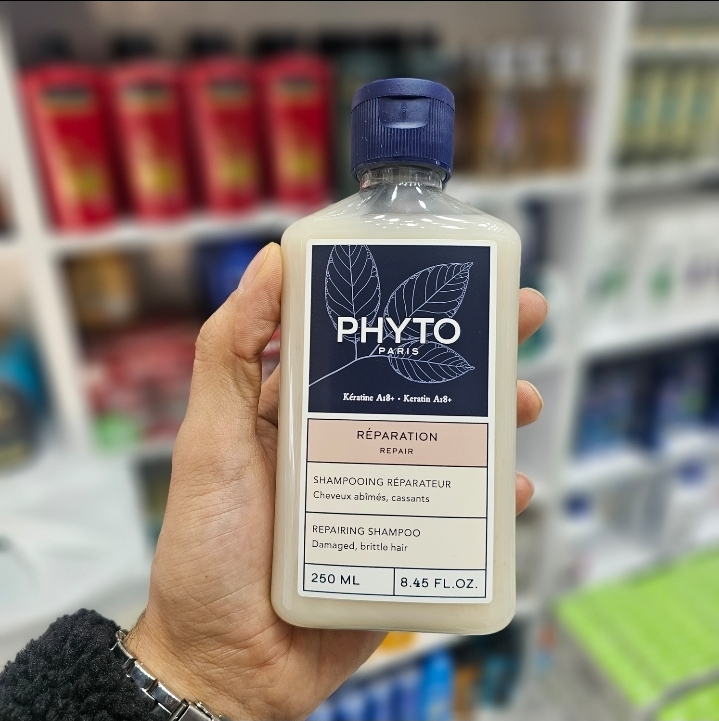 PHYTO
PARIS
Kératine A18+ • Keratin A18+
RÉPARATION
REPAIR
SHAMPOOING RÉPARATEUR
Cheveux abîmés, cassants
REPAIRING SHAMPOO
Damaged, brittle hair
250 ML
8.45 FL.OZ.